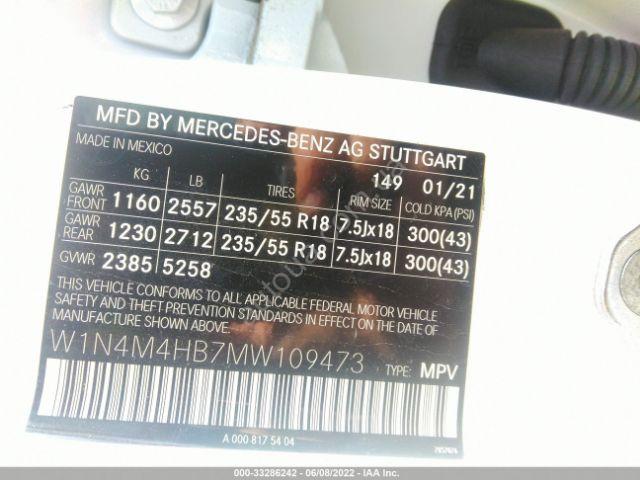 MFD BY MERCEDES-BENZ AG STUTTGART
MADE IN MEXICO 149 01/21
KG LB TIRES RIM SIZE COLD KPA(PSI)
GAWR FRONT 1160 2557 235/55 R18 7.5Jx18 300(43)
GAWR REAR 1230 2712 235/55 R18 7.5Jx18 300(43)
GVWR 2385 5258
THIS VEHICLE CONFORMS TO ALL APPLICABLE FEDERAL MOTOR VEHICLE
SAFETY AND THEFT PREVENTION STANDARDS IN EFFECT ON THE DATE OF
MANUFACTURE SHOWN ABOVE.
W1N4M4HB7MW109473 TYPE: MPV
A 000 817 54 04
000-33286242 - 06/08/2022 - IAA Inc.